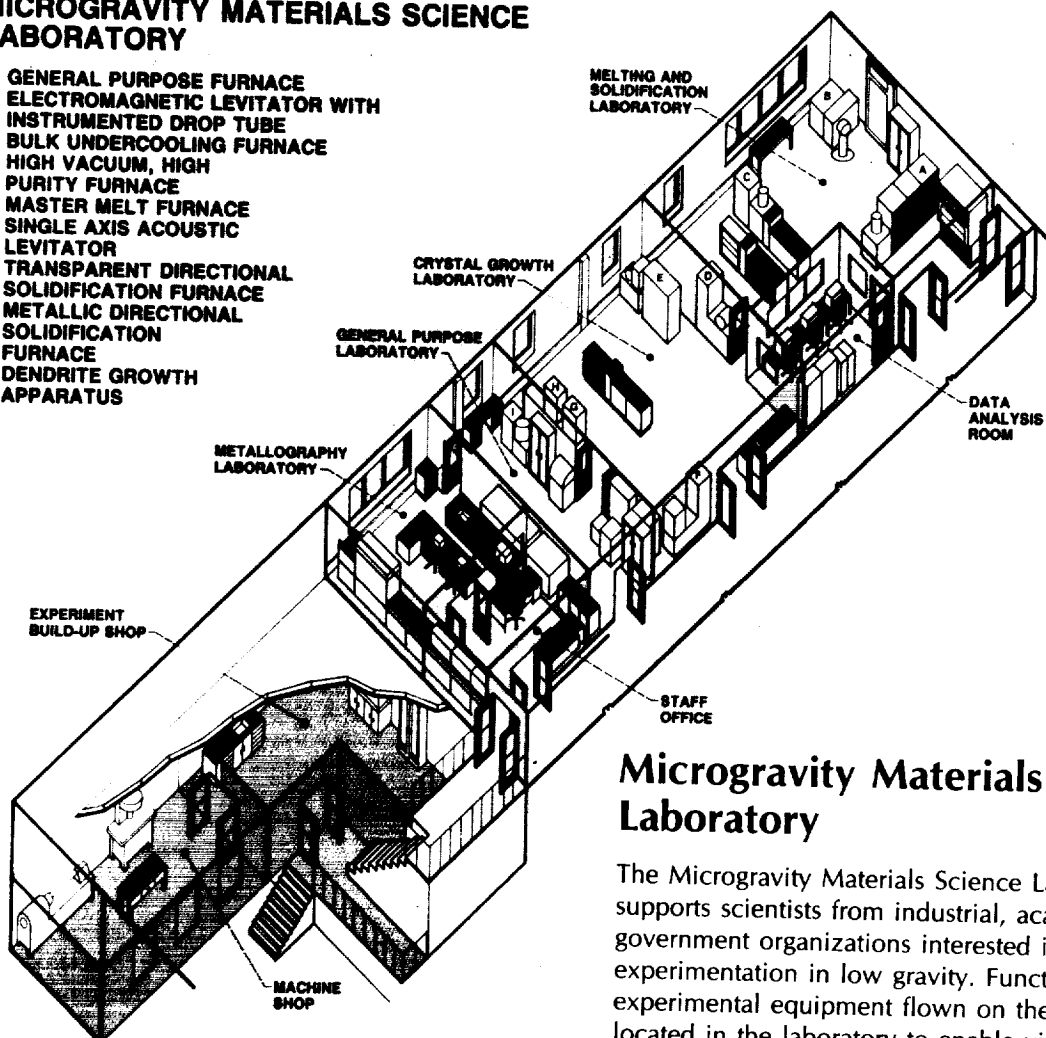 MICROGRAVITY MATERIALS SCIENCE
ABORATORY
GENERAL PURPOSE FURNACE
ELECTROMAGNETIC LEVITATOR WITH
INSTRUMENTED DROP TUBE
BULK UNDERCOOLING FURNACE
HIGH VACUUM, HIGH
PURITY FURNACE
MASTER MELT FURNACE
SINGLE AXIS ACOUSTIC
LEVITATOR
TRANSPARENT DIRECTIONAL
SOLIDIFICATION FURNACE
METALLIC DIRECTIONAL
SOLIDIFICATION
FURNACE
DENDRITE GROWTH
APPARATUS
MELTING AND
SOLIDIFICATION
LABORATORY
B
A
C
CRYSTAL GROWTH
LABORATORY
E
D
GENERAL PURPOSE
LABORATORY
H
G
I
DATA
ANALYSIS
ROOM
METALLOGRAPHY
LABORATORY
F
EXPERIMENT
BUILD-UP SHOP
STAFF
OFFICE
MACHINE
SHOP
Microgravity Materials
Laboratory
The Microgravity Materials Science La
supports scientists from industrial, aca
government organizations interested i
experimentation in low gravity. Funct
experimental equipment flown on the
located in the laboratory to enable vi